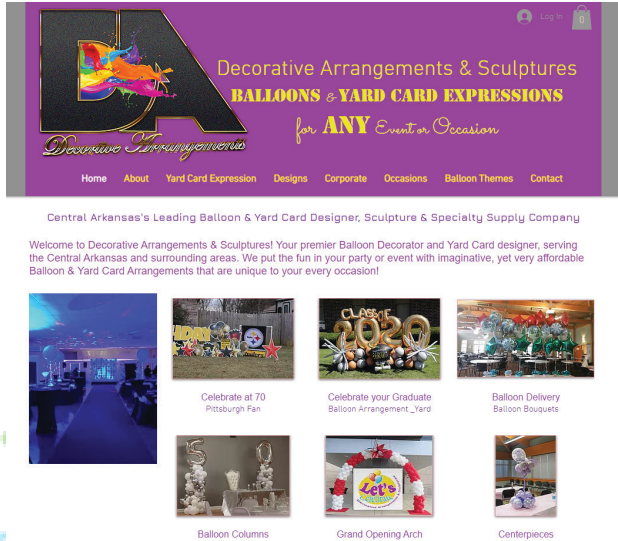 Log In
0
DA
Decorative Arrangements
Decorative Arrangements & Sculptures
BALLOONS & YARD CARD EXPRESSIONS
for ANY Event or Occasion
Home About Yard Card Expression Designs Corporate Occasions Balloon Themes Contact
Central Arkansas's Leading Balloon & Yard Card Designer, Sculpture & Specialty Supply Company
Welcome to Decorative Arrangements & Sculptures! Your premier Balloon Decorator and Yard Card designer, serving
the Central Arkansas and surrounding areas. We put the fun in your party or event with imaginative, yet very affordable
Balloon & Yard Card Arrangements that are unique to your every occasion!
Steelers
CLASS OF
2020
Celebrate at 70
Pittsburgh Fan
Celebrate your Graduate
Balloon Arrangement _Yard
Balloon Delivery
Balloon Bouquets
50
Let's
Balloon Columns
Grand Opening Arch
Centerpieces